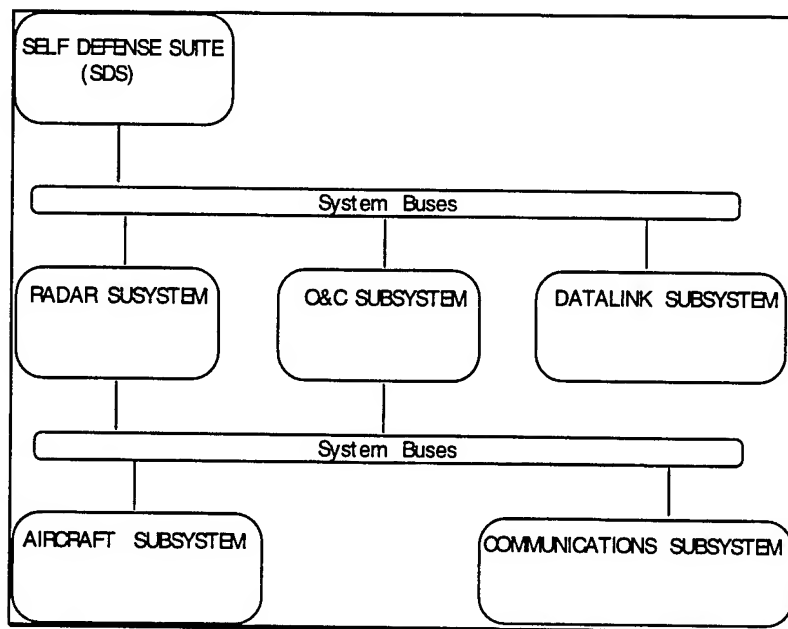 SELF DEFENSE SUITE
(SDS)
System Buses
RADAR SUSYSTEM
O&C SUBSYSTEM
DATALINK SUBSYSTEM
System Buses
AIRCRAFT SUBSYSTEM
COMMUNICATIONS SUBSYSTEM